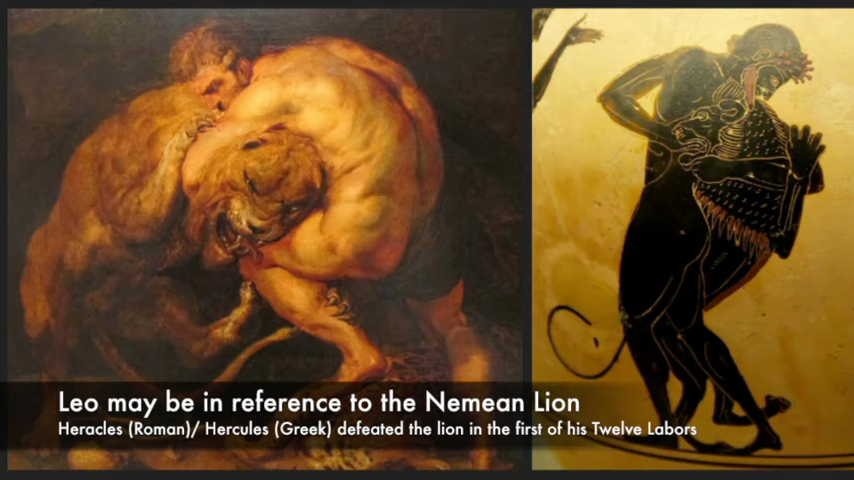 Leo may be in reference to the Nemean Lion
Heracles (Roman)/ Hercules (Greek) defeated the lion in the first of his Twelve Labors